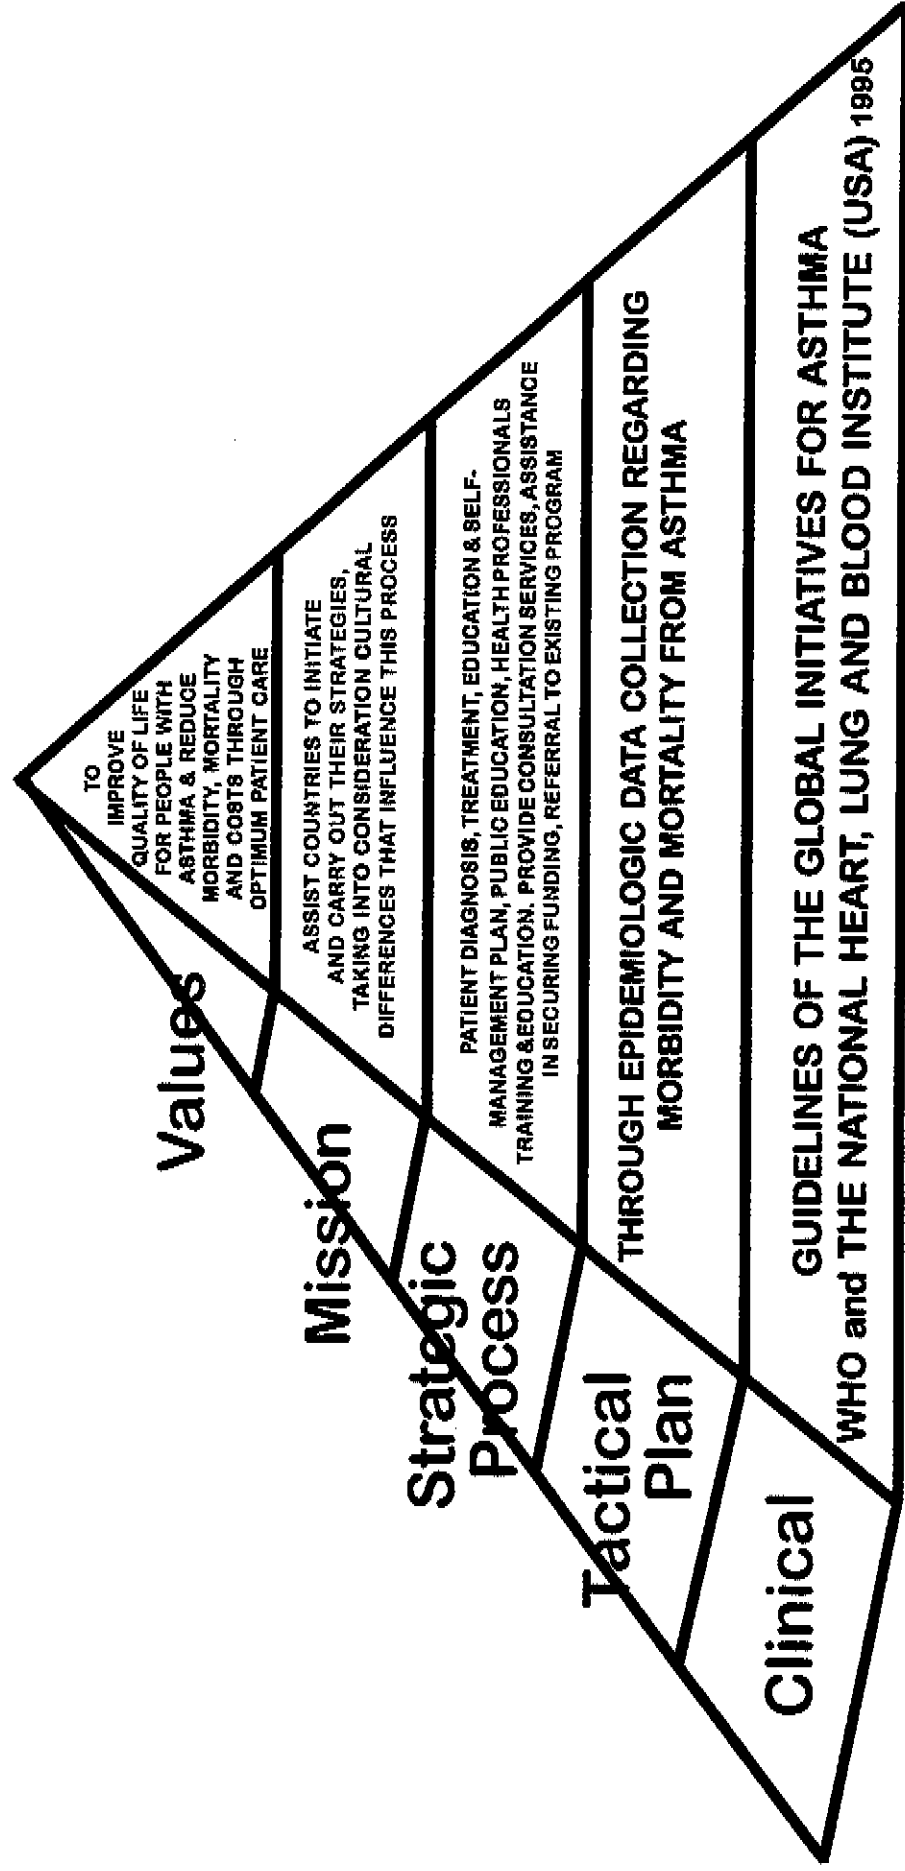 Values
TO
IMPROVE
QUALITY OF LIFE
FOR PEOPLE WITH
ASTHMA & REDUCE
MORBIDITY, MORTALITY
AND COSTS THROUGH
OPTIMUM PATIENT CARE
Mission
ASSIST COUNTRIES TO INITIATE
AND CARRY OUT THEIR STRATEGIES,
TAKING INTO CONSIDERATION CULTURAL
DIFFERENCES THAT INFLUENCE THIS PROCESS
Strategic
Process
PATIENT DIAGNOSIS, TREATMENT, EDUCATION & SELF-
MANAGEMENT PLAN, PUBLIC EDUCATION, HEALTH PROFESSIONALS
TRAINING & EDUCATION. PROVIDE CONSULTATION SERVICES, ASSISTANCE
IN SECURING FUNDING, REFERRAL TO EXISTING PROGRAM
Tactical
Plan
THROUGH EPIDEMIOLOGIC DATA COLLECTION REGARDING
MORBIDITY AND MORTALITY FROM ASTHMA
Clinical
GUIDELINES OF THE GLOBAL INITIATIVES FOR ASTHMA
WHO and THE NATIONAL HEART, LUNG AND BLOOD INSTITUTE (USA) 1995